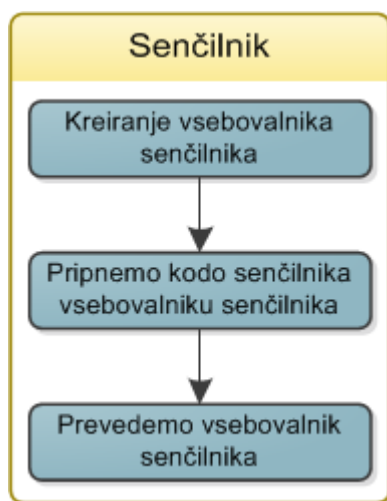 Senčilnik
Kreiranje vsebovalnika
senčilnika
Pripnemo kodo senčilnika
vsebovalniku senčilnika
Prevedemo vsebovalnik
senčilnika